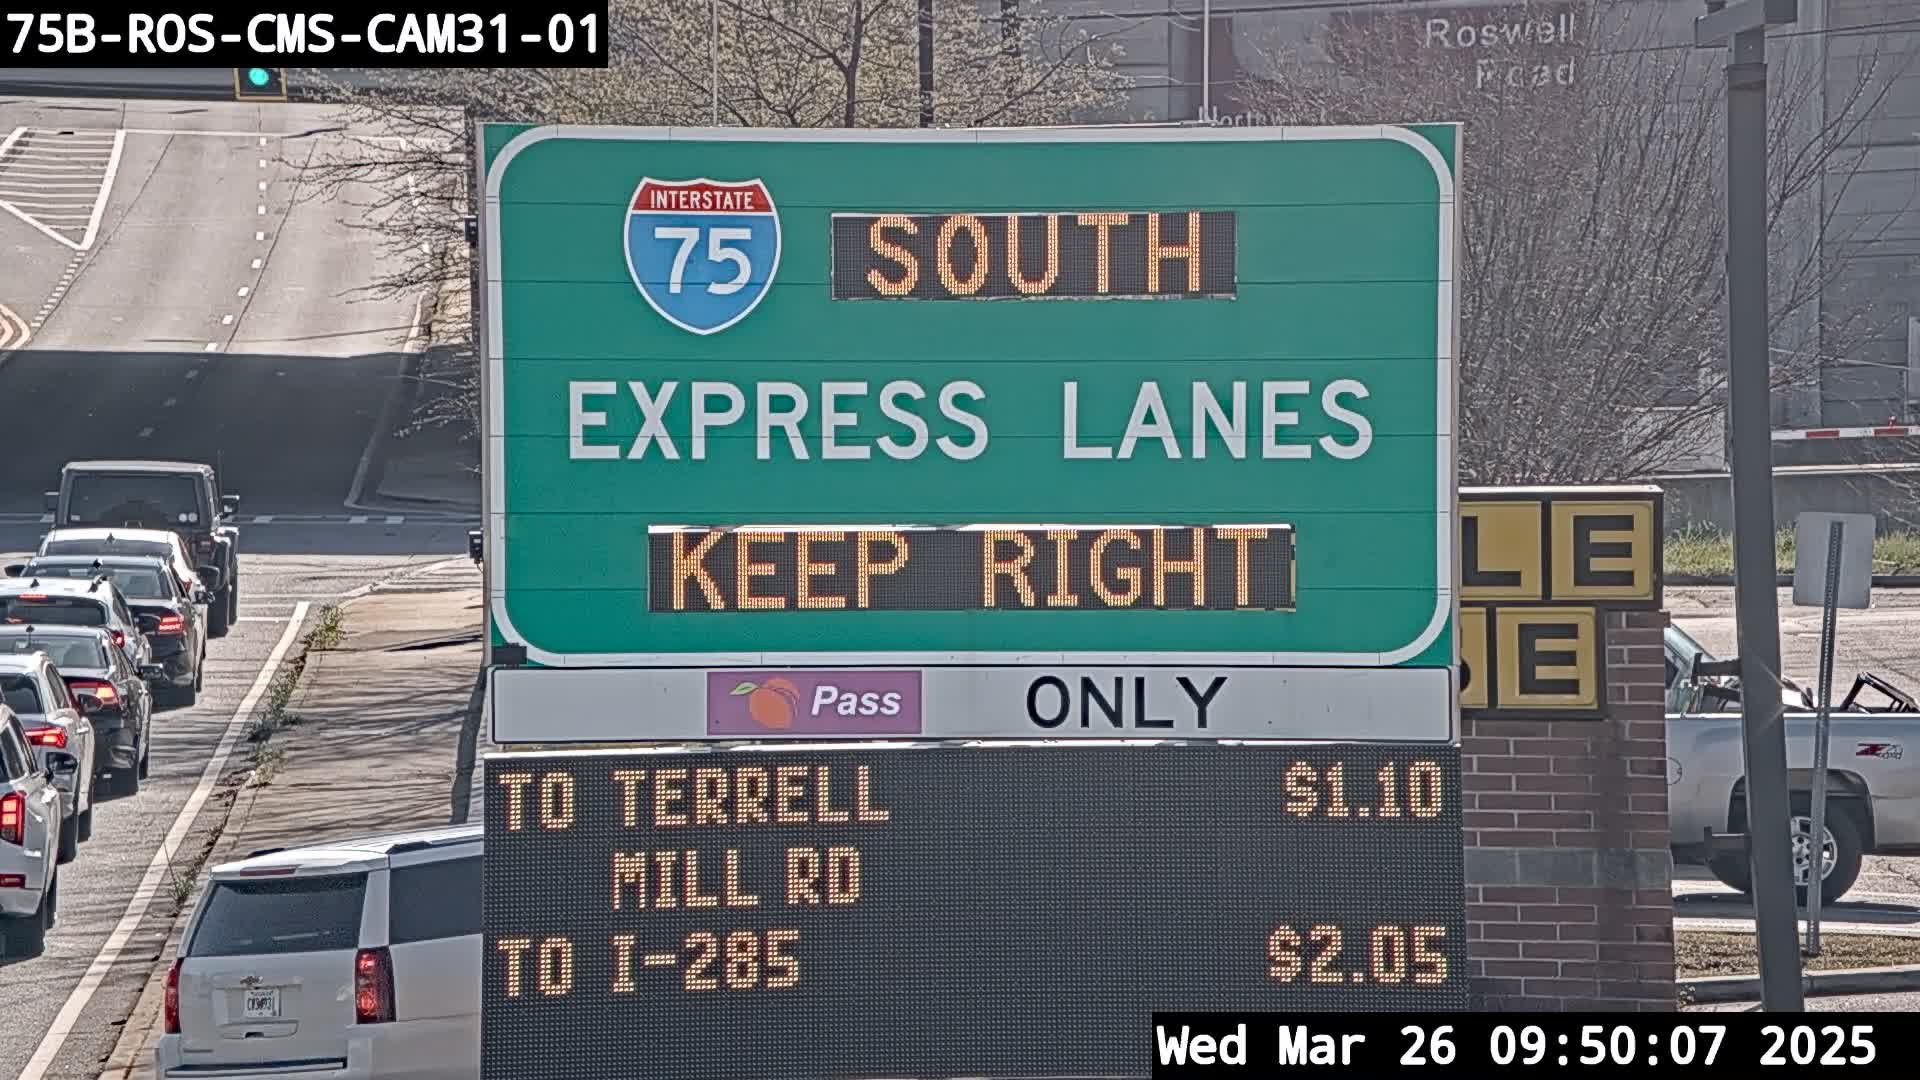 75B-ROS-CMS-CAM31-01
Roswell
Road
INTERSTATE
75
SOUTH
EXPRESS LANES
KEEP RIGHT
LE
E
Pass
ONLY
TO TERRELL $1.10
MILL RD
TO I-285 $2.05
Wed Mar 26 09:50:07 2025